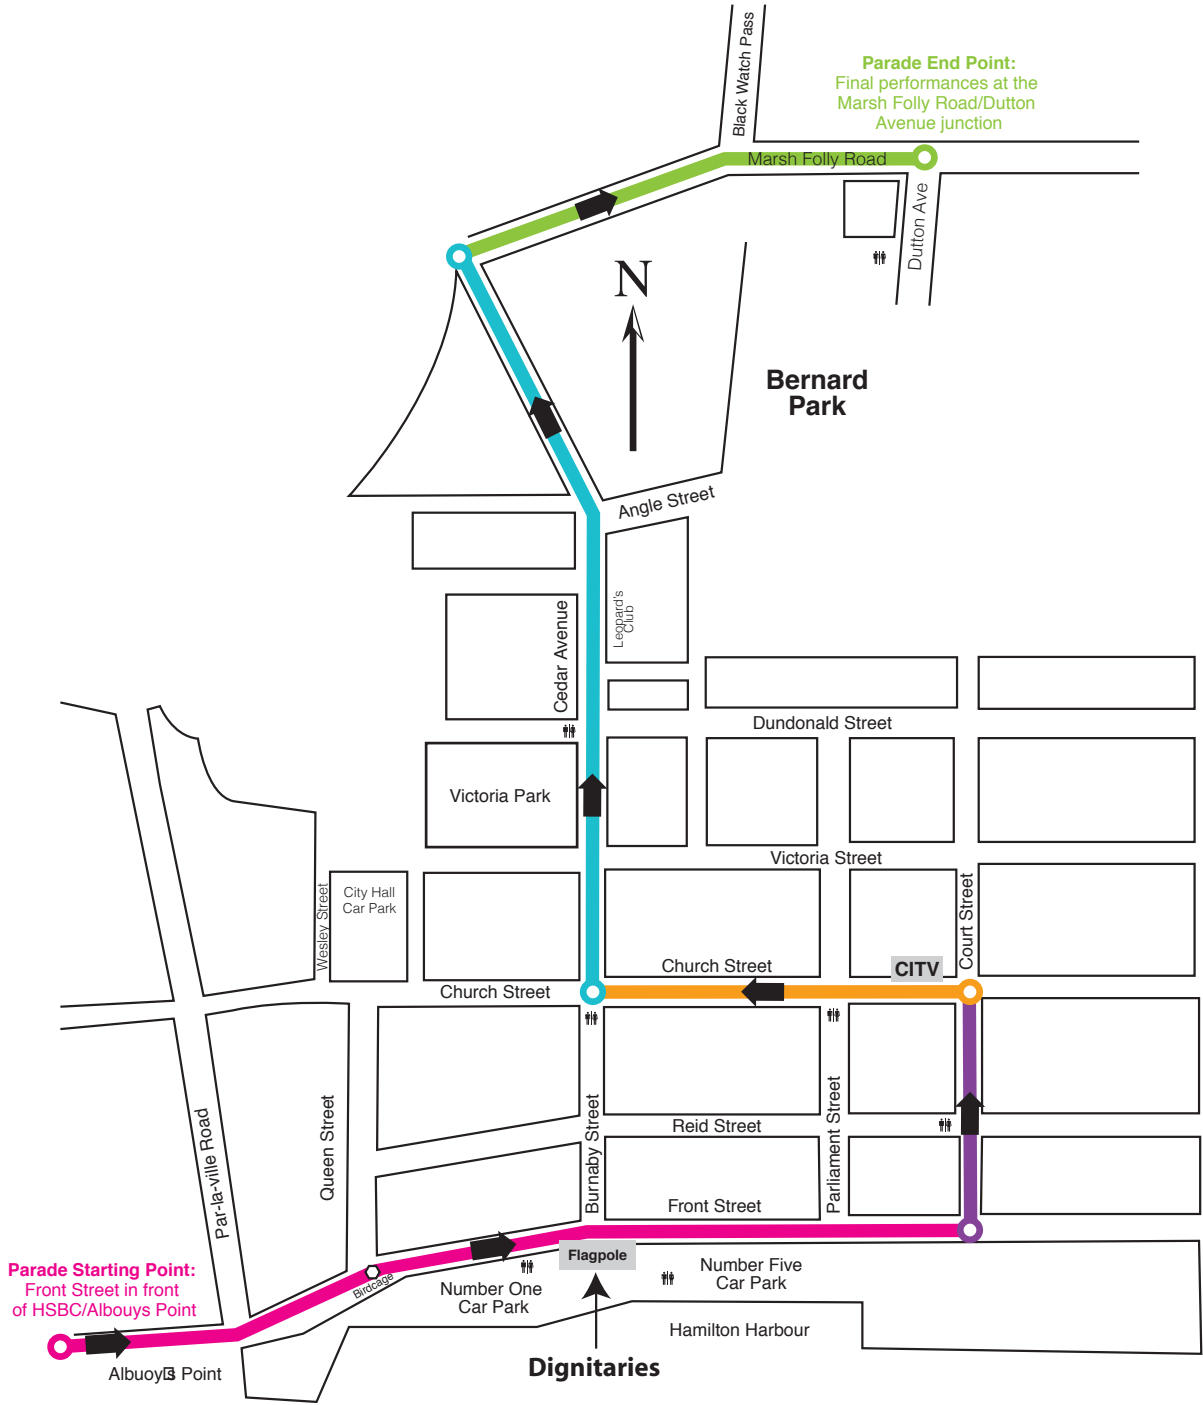 Black Watch Pass
Parade End Point:
Final performances at the
Marsh Folly Road/Dutton
Avenue junction
Marsh Folly Road
Dutton Ave
N
Bernard
Park
Angle Street
Leopard's
Club
Cedar Avenue
Dundonald Street
Victoria Park
Victoria Street
City Hall
Car Park
Wesley Street
Court Street
Church Street
CITV
Church Street
Par-la-ville Road
Queen Street
Burnaby Street
Reid Street
Parliament Street
Front Street
Flagpole
Parade Starting Point:
Front Street in front
of HSBC/Albouys Point
Birdcage
Number One
Car Park
Number Five
Car Park
Hamilton Harbour
Albuoy's Point
Dignitaries